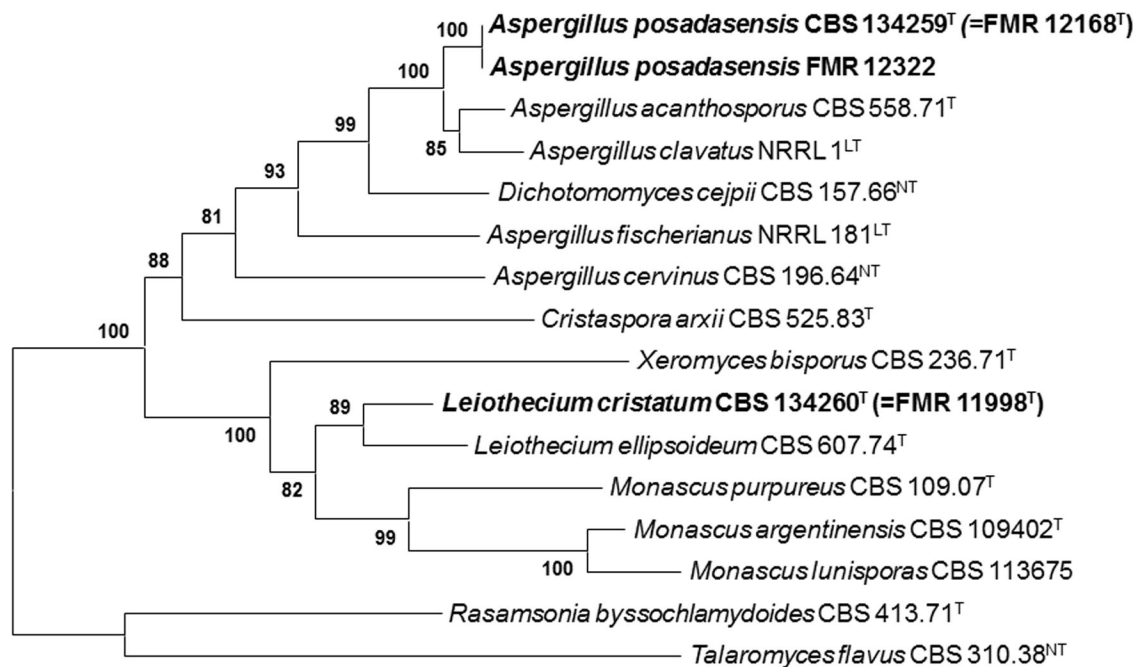 100 Aspergillus posadasensis CBS 134259ᵀ (=FMR 12168ᵀ)
Aspergillus posadasensis FMR 12322
100
Aspergillus acanthosporus CBS 558.71ᵀ
99
85 Aspergillus clavatus NRRL 1ᴸᵀ
93
Dichotomomyces cejpii CBS 157.66ᴺᵀ
81
Aspergillus fischerianus NRRL 181ᴸᵀ
88
Aspergillus cervinus CBS 196.64ᴺᵀ
Cristaspora arxii CBS 525.83ᵀ
100
Xeromyces bisporus CBS 236.71ᵀ
89 Leiothecium cristatum CBS 134260ᵀ (=FMR 11998ᵀ)
100
Leiothecium ellipsoideum CBS 607.74ᵀ
82 Monascus purpureus CBS 109.07ᵀ
99 Monascus argentinensis CBS 109402ᵀ
100 Monascus lunisporas CBS 113675
Rasamsonia byssochlamydoides CBS 413.71ᵀ
Talaromyces flavus CBS 310.38ᴺᵀ